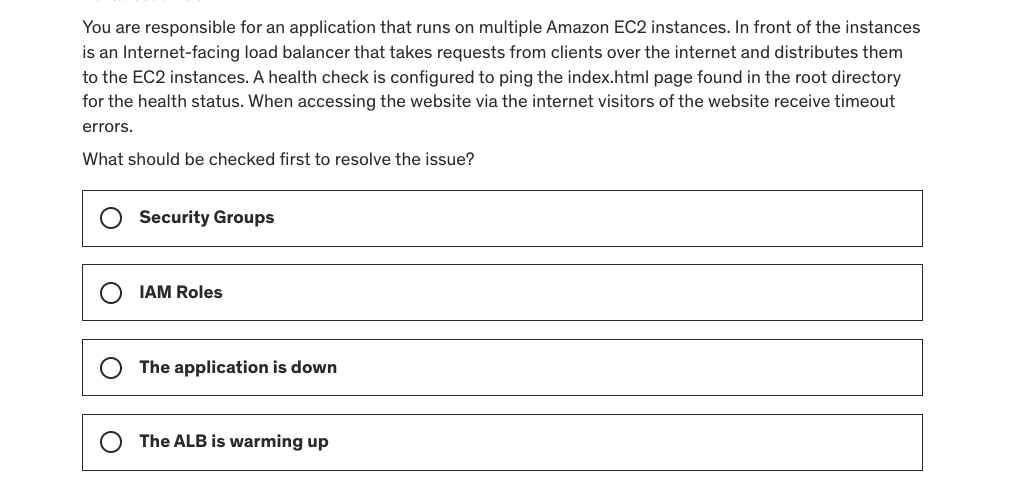 You are responsible for an application that runs on multiple Amazon EC2 instances. In front of the instances
is an Internet-facing load balancer that takes requests from clients over the internet and distributes them
to the EC2 instances. A health check is configured to ping the index.html page found in the root directory
for the health status. When accessing the website via the internet visitors of the website receive timeout
errors.
What should be checked first to resolve the issue?
Security Groups
IAM Roles
The application is down
The ALB is warming up